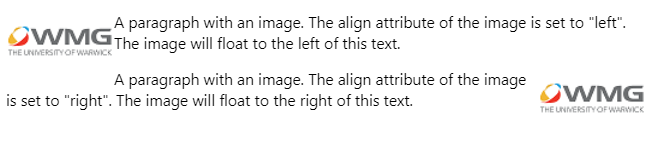 A paragraph with an image. The align attribute of the image is set to "left".
WMG The image will float to the left of this text.
THE UNIVERSITY OF WARWICK
A paragraph with an image. The align attribute of the image
is set to "right". The image will float to the right of this text.
WMG
THE UNIVERSITY OF WARWICK